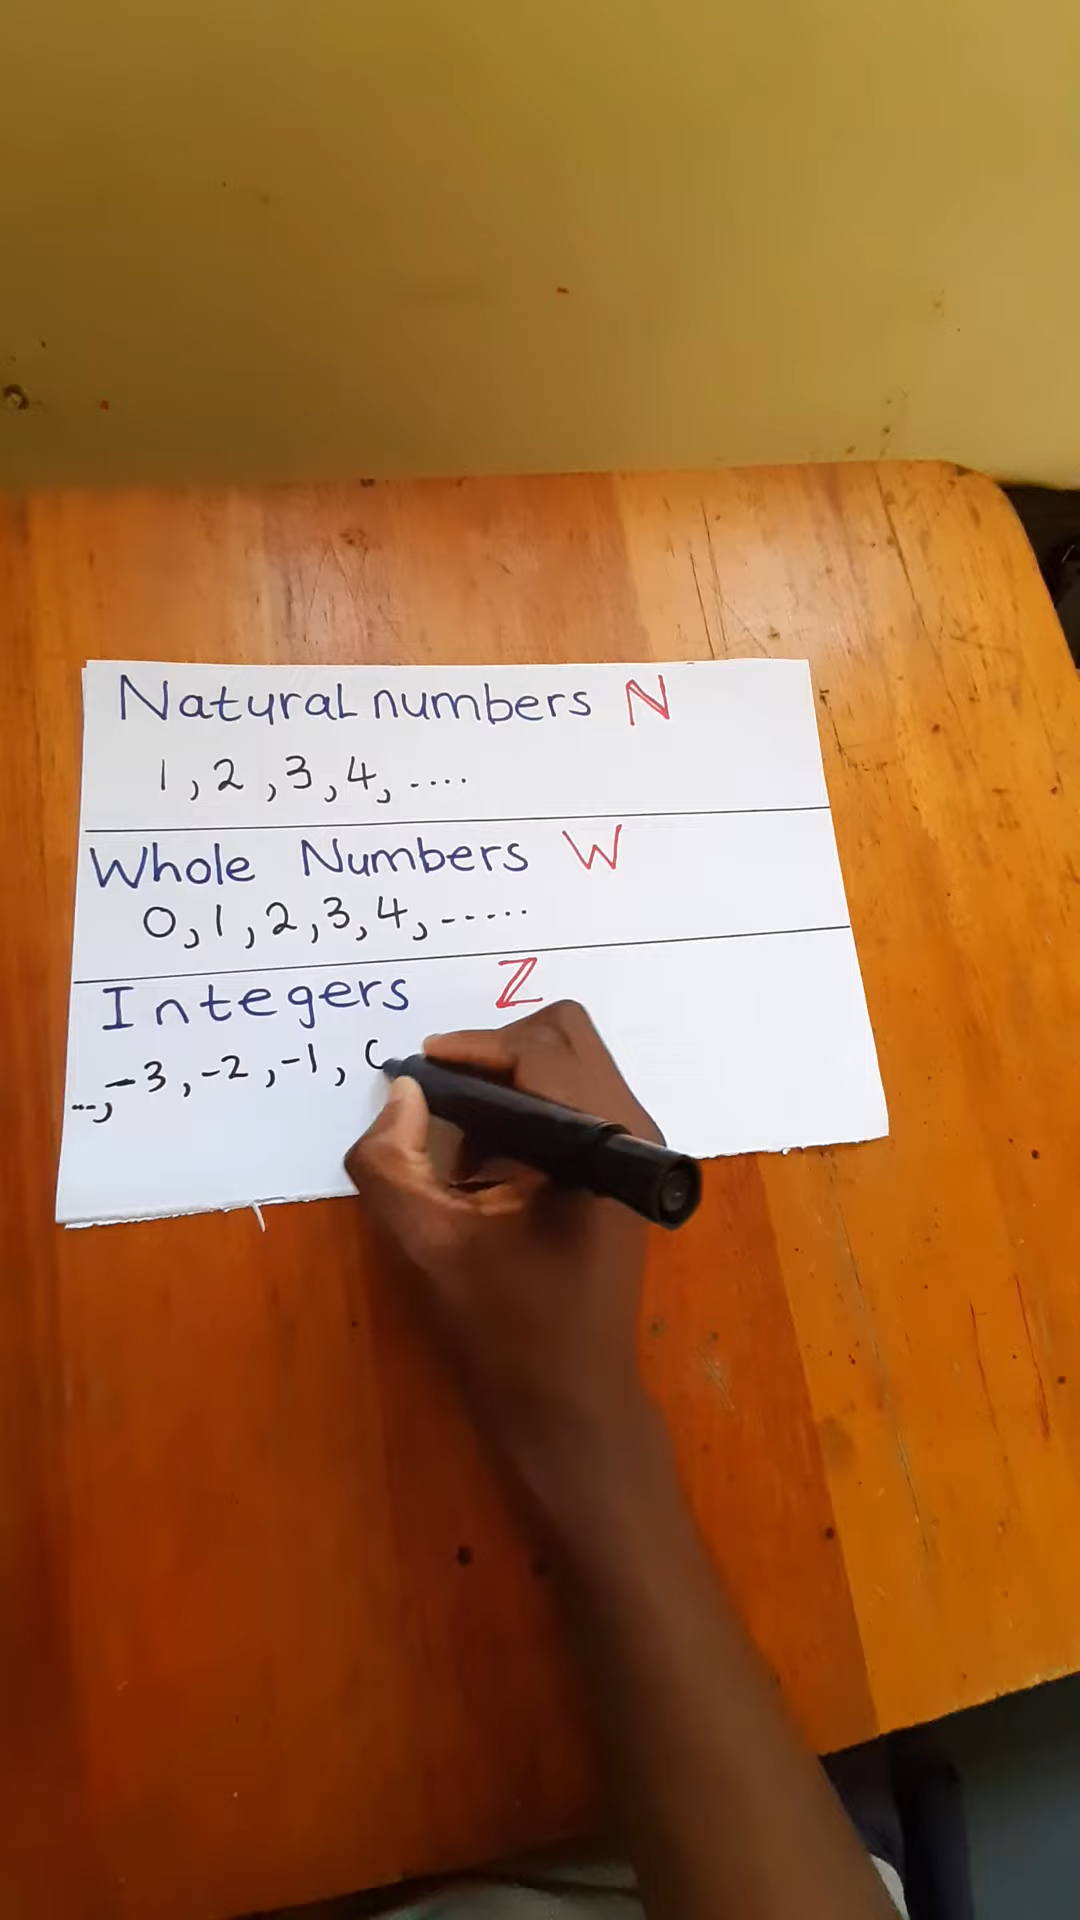 Natural numbers ℕ
1, 2, 3, 4, ....
Whole Numbers W
0, 1, 2, 3, 4, -----
Integers ℤ
---, -3, -2, -1,